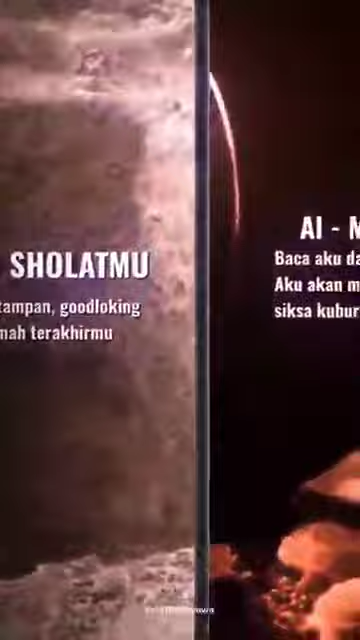 SHOLATMU
tampan, goodloking
mah terakhirmu
Al - M
Baca aku da
Aku akan m
siksa kubur